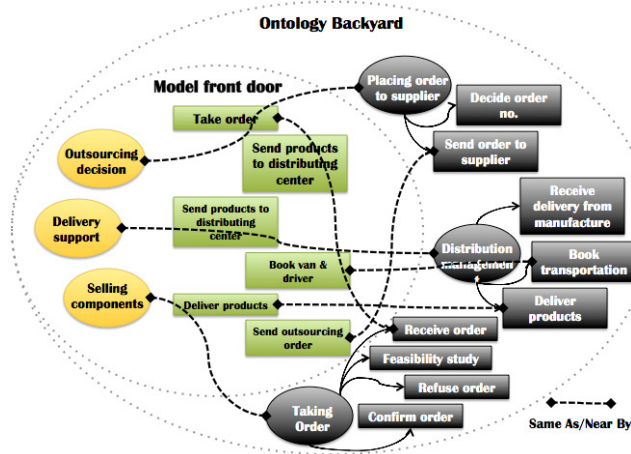 Ontology Backyard
Model front door
Placing order
to supplier
Decide order
no.
Take order
Send products
to distributing
center
Send order to
supplier
Outsourcing
decision
Receive
delivery from
manufacture
Send products to
distributing
center
Delivery
support
Distribution
managemen
t
Book
transportation
Book van &
driver
Selling
components
Deliver products
Deliver
products
Send outsourcing
order
Receive order
Feasibility study
Refuse order
Taking
Order
Confirm order
Same As/Near By